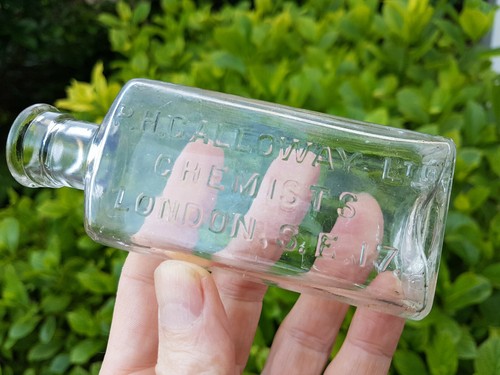 P.H.GALLOWAY. LTD
CHEMISTS
LONDON, S.E.17